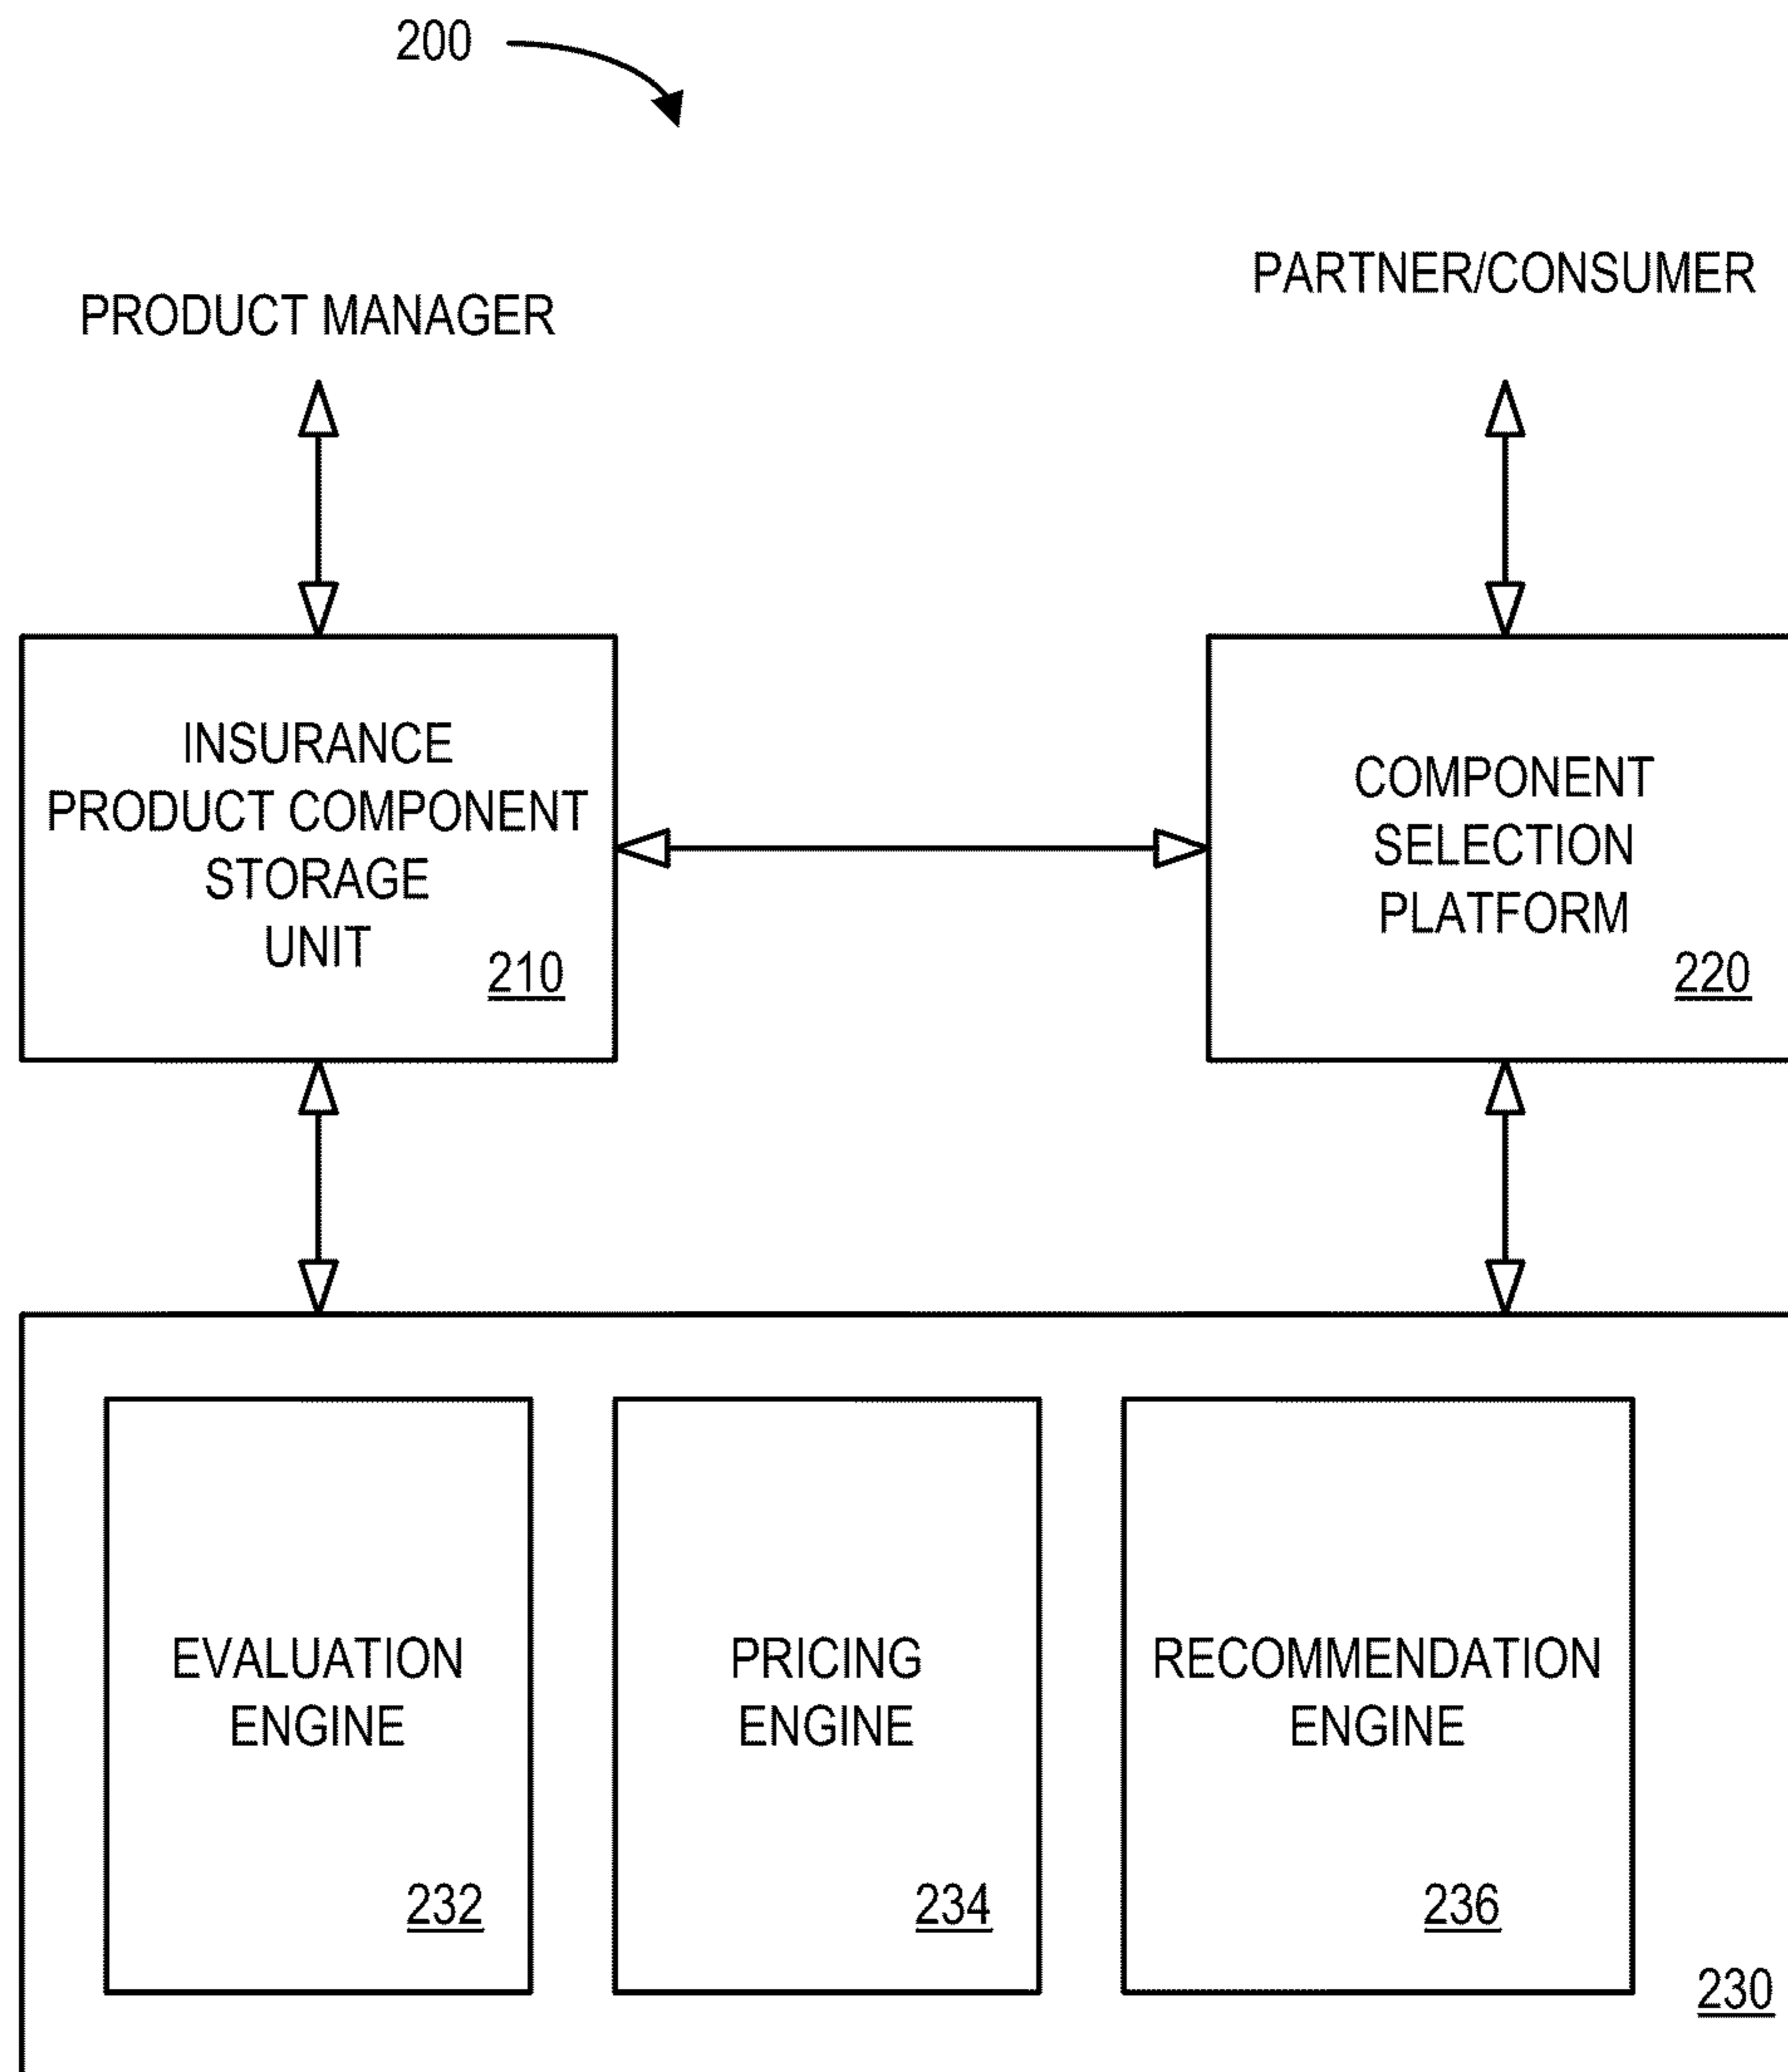 200
PARTNER/CONSUMER
PRODUCT MANAGER
INSURANCE
PRODUCT COMPONENT
STORAGE
UNIT
210
COMPONENT
SELECTION
PLATFORM
220
EVALUATION
ENGINE
232
PRICING
ENGINE
234
RECOMMENDATION
ENGINE
236
230